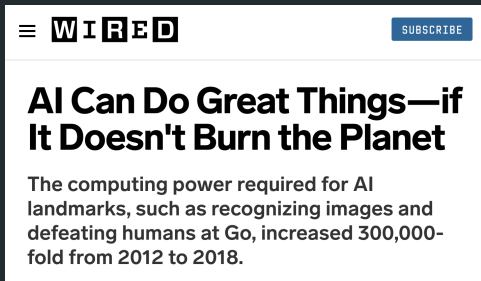 WIRED
SUBSCRIBE
AI Can Do Great Things—if
It Doesn't Burn the Planet
The computing power required for AI
landmarks, such as recognizing images and
defeating humans at Go, increased 300,000-
fold from 2012 to 2018.